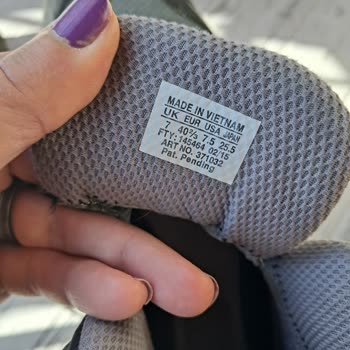 MADE IN VIETNAM
UK EUR USA JAPAN
7 40⅔ 7.5 25.5
FTY: 145464 02/15
ART NO. 371032
Pat. Pending